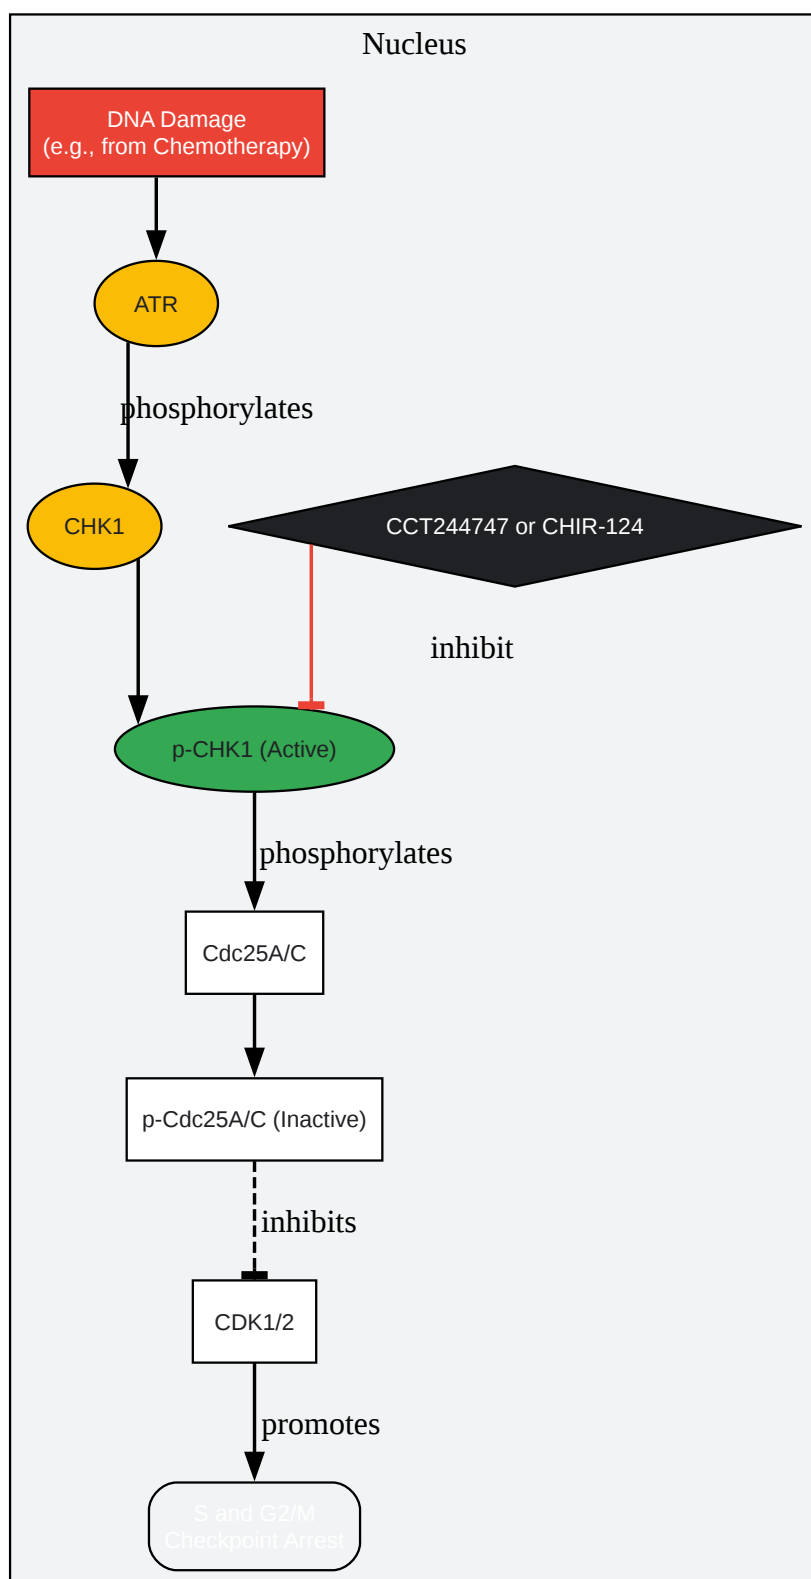 Nucleus
DNA Damage
(e.g., from Chemotherapy)
ATR
phosphorylates
CHK1
CCT244747 or CHIR-124
inhibit
p-CHK1 (Active)
phosphorylates
Cdc25A/C
p-Cdc25A/C (Inactive)
inhibits
CDK1/2
promotes
S and G2/M
Checkpoint Arrest